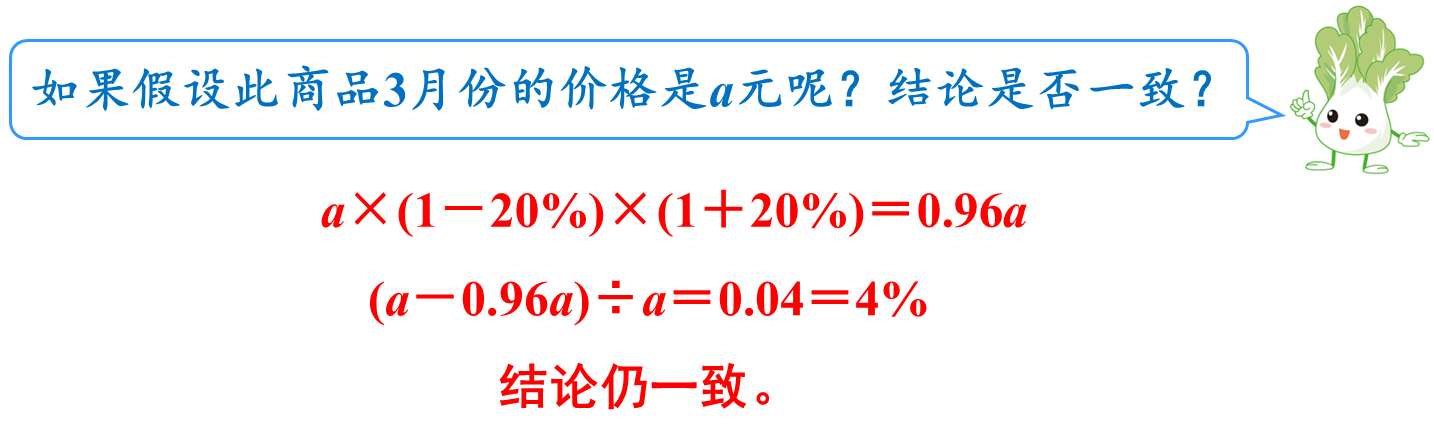 如果假设此商品3月份的价格是a元呢？结论是否一致？
a×(1－20%)×(1＋20%)＝0.96a
(a－0.96a)÷a＝0.04＝4%
结论仍一致。